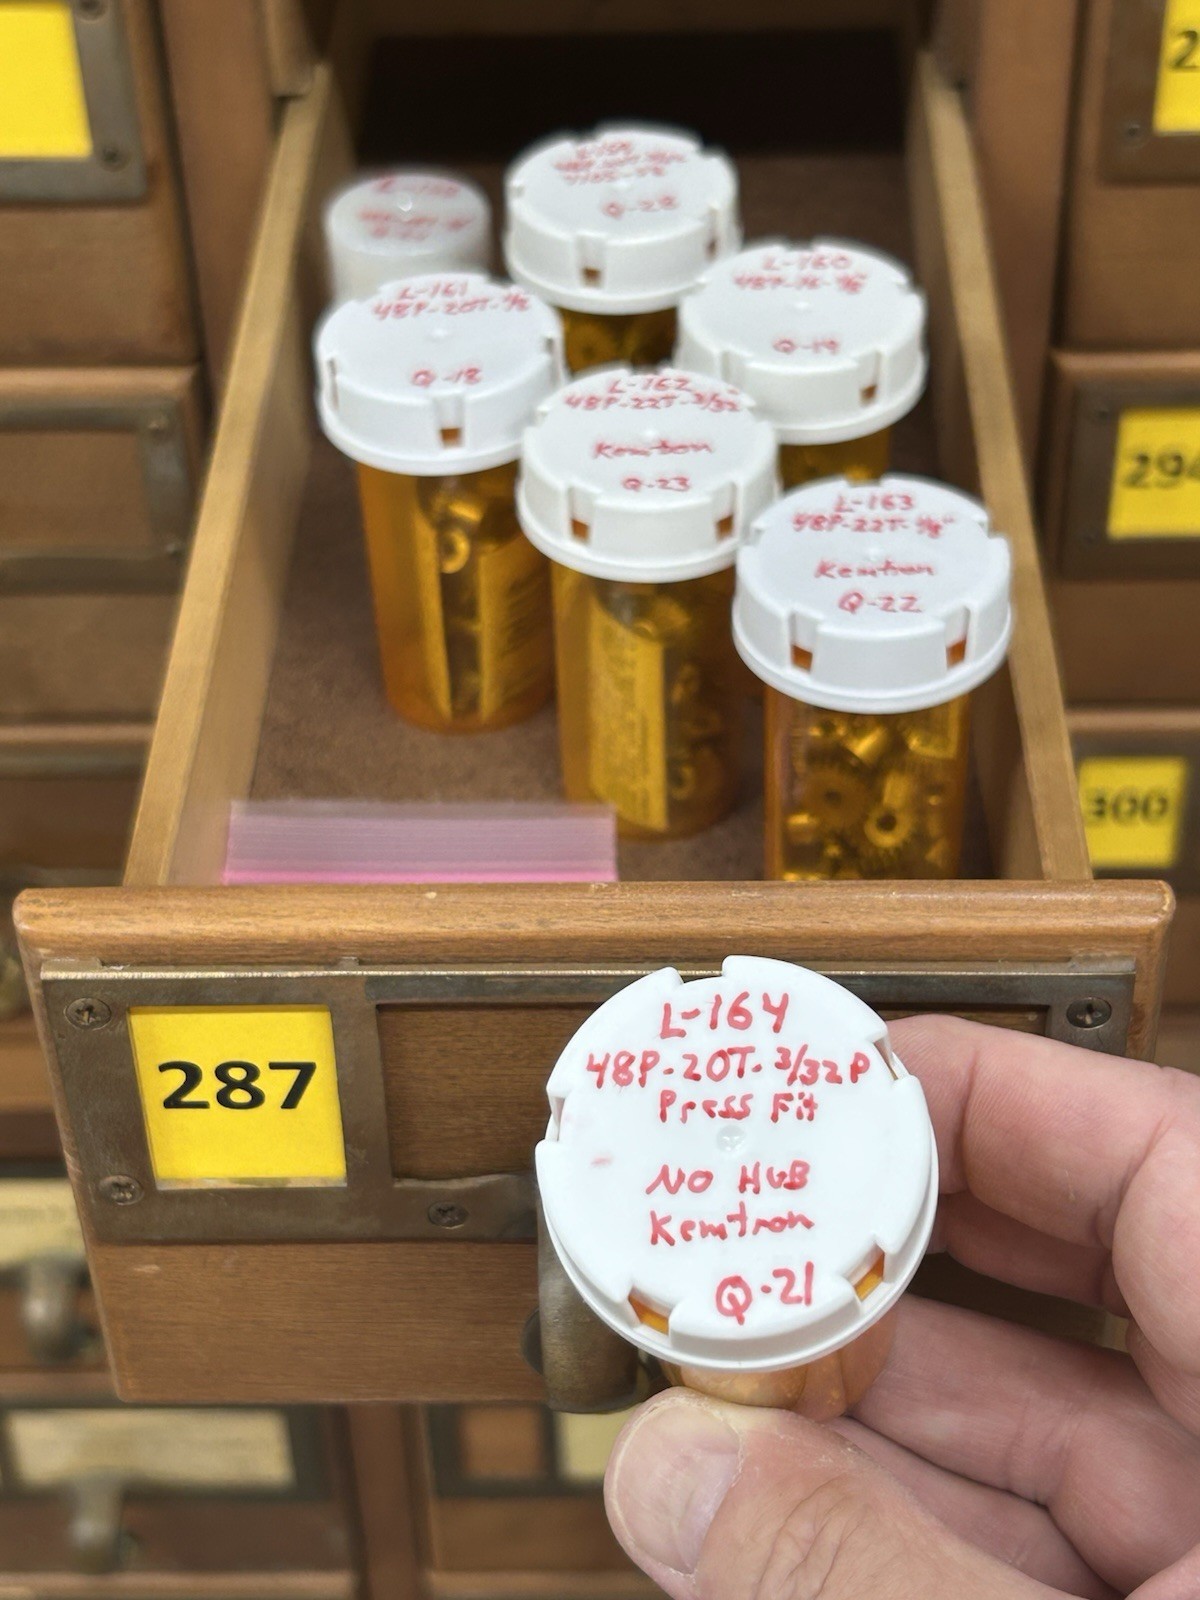 Q-28
L-160
Q-19
L-161
48P-20T-1/8
Q-18
L-162
48P-22T-3/32"
Kemtron
Q-23
L-163
48P-22T-1/8"
Kemtron
Q-22
294
300
287
L-164
48P-20T-3/32P
Press Fit
NO HUB
Kemtron
Q-21